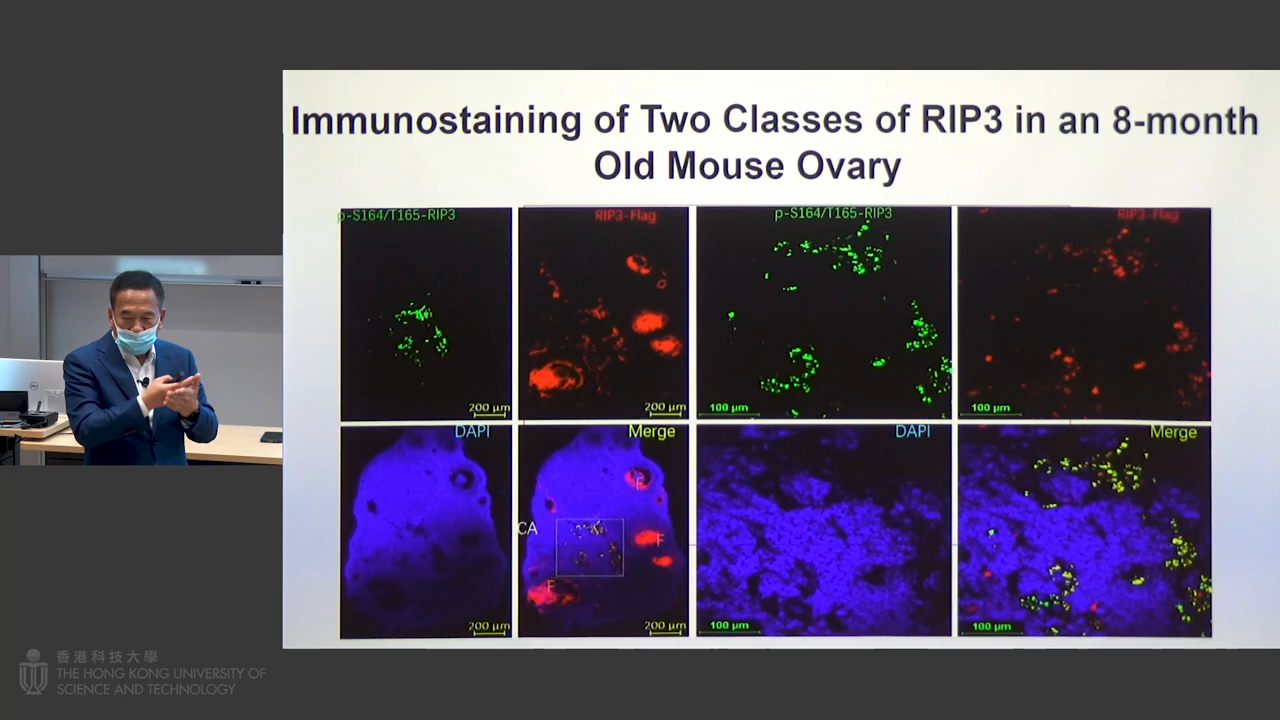 Immunostaining of Two Classes of RIP3 in an 8-month
Old Mouse Ovary
p-S164/T165-RIP3
RIP3-Flag
p-S164/T165-RIP3
RIP3-Flag
200 µm
200 µm
100 µm
100 µm
DAPI
Merge
DAPI
Merge
F
CA
F
F
200 µm
200 µm
100 µm
100 µm
香港科技大學
THE HONG KONG UNIVERSITY OF
SCIENCE AND TECHNOLOGY